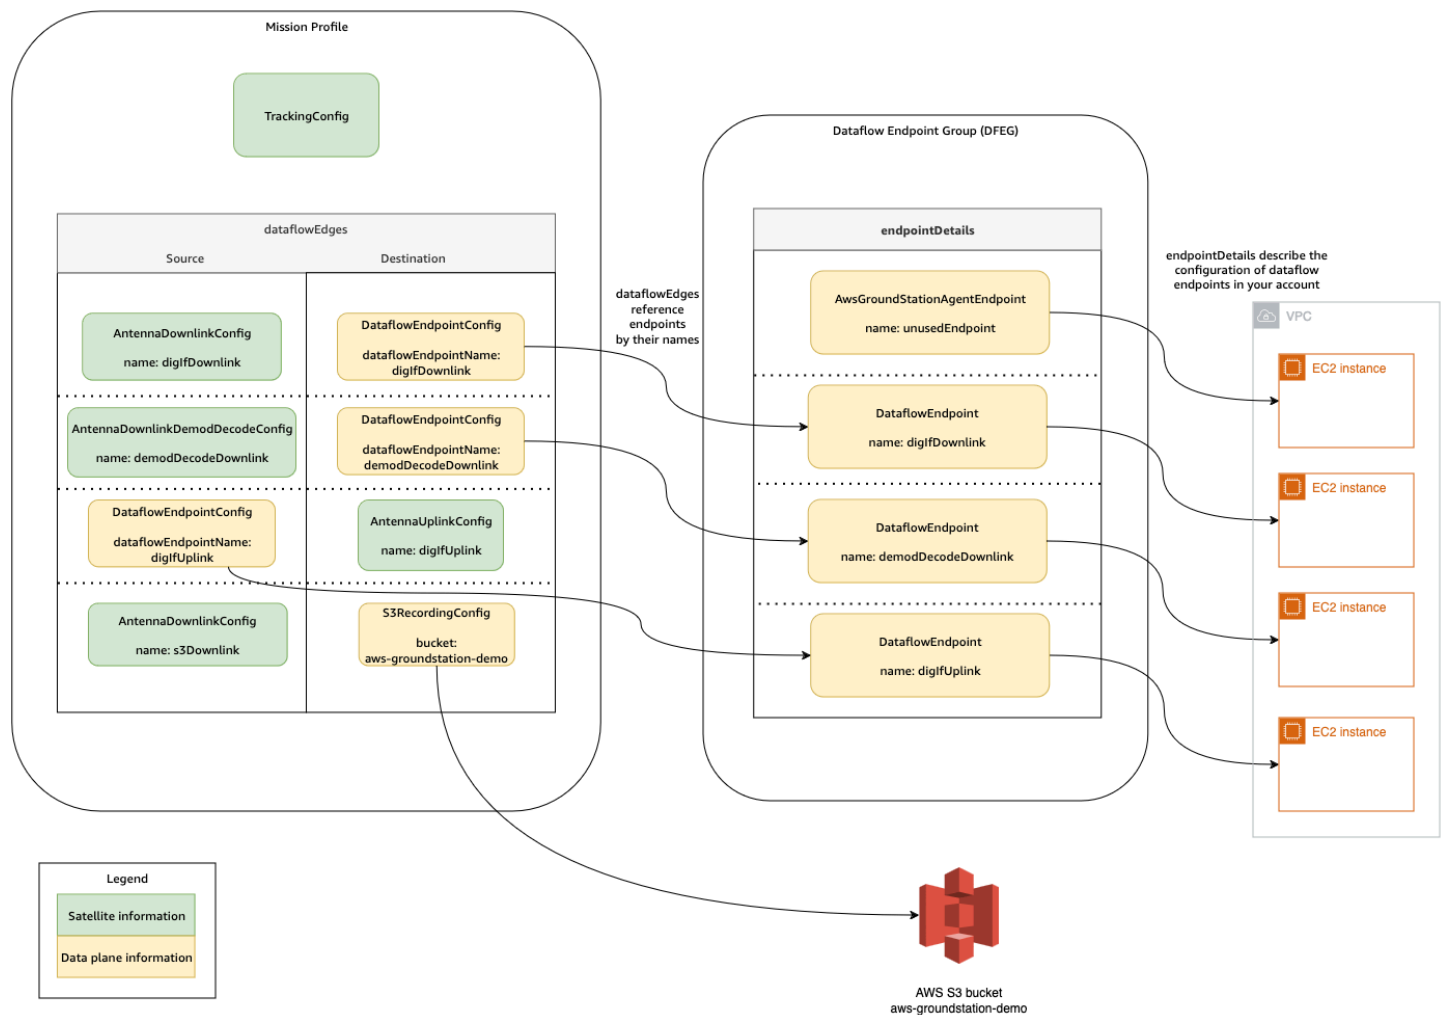 Mission Profile
TrackingConfig
dataflowEdges
Source
Destination
AntennaDownlinkConfig
name: digIfDownlink
DataflowEndpointConfig
dataflowEndpointName:
digIfDownlink
AntennaDownlinkDemodDecodeConfig
name: demodDecodeDownlink
DataflowEndpointConfig
dataflowEndpointName:
demodDecodeDownlink
DataflowEndpointConfig
dataflowEndpointName:
digIfUplink
AntennaUplinkConfig
name: digIfUplink
AntennaDownlinkConfig
name: s3Downlink
S3RecordingConfig
bucket:
aws-groundstation-demo
dataflowEdges
reference
endpoints
by their names
Dataflow Endpoint Group (DFEG)
endpointDetails
AwsGroundStationAgentEndpoint
name: unusedEndpoint
DataflowEndpoint
name: digIfDownlink
DataflowEndpoint
name: demodDecodeDownlink
DataflowEndpoint
name: digIfUplink
endpointDetails describe the
configuration of dataflow
endpoints in your account
VPC
EC2 instance
EC2 instance
EC2 instance
EC2 instance
Legend
Satellite information
Data plane information
AWS S3 bucket
aws-groundstation-demo